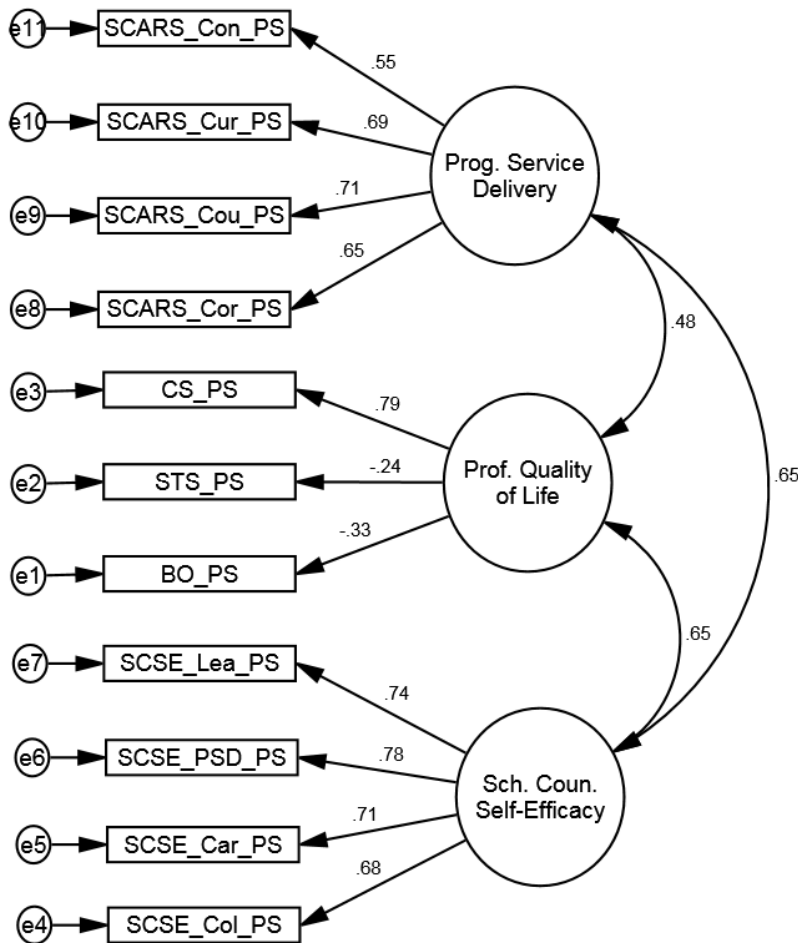 e11
SCARS_Con_PS
.55
e10
SCARS_Cur_PS
.69
Prog. Service
Delivery
e9
SCARS_Cou_PS
.71
e8
SCARS_Cor_PS
.65
.48
e3
CS_PS
.79
e2
STS_PS
-.24
Prof. Quality
of Life
.65
e1
BO_PS
-.33
.65
e7
SCSE_Lea_PS
.74
e6
SCSE_PSD_PS
.78
Sch. Coun.
Self-Efficacy
e5
SCSE_Car_PS
.71
e4
SCSE_Col_PS
.68